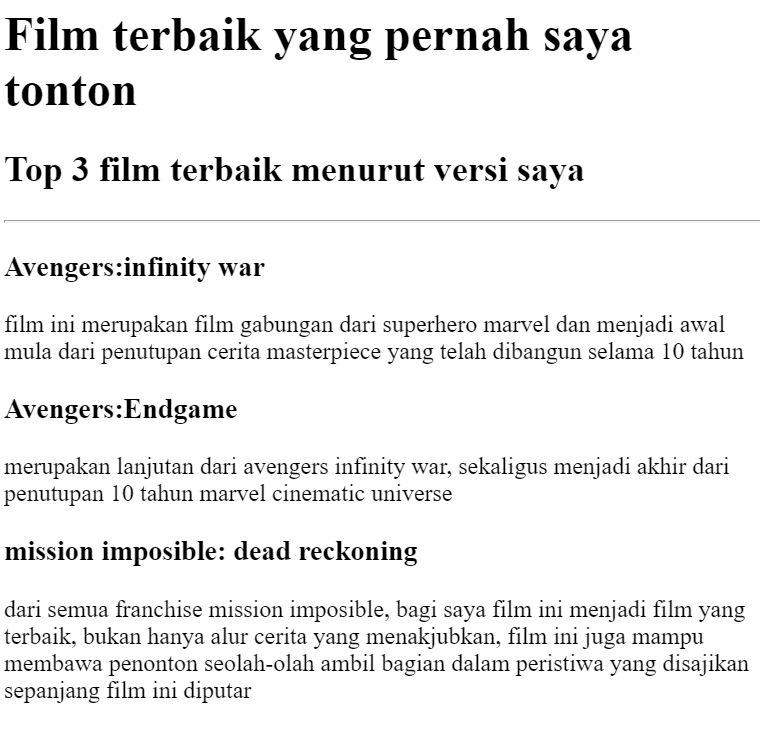 Film terbaik yang pernah saya
tonton
Top 3 film terbaik menurut versi saya
Avengers:infinity war
film ini merupakan film gabungan dari superhero marvel dan menjadi awal
mula dari penutupan cerita masterpiece yang telah dibangun selama 10 tahun
Avengers:Endgame
merupakan lanjutan dari avengers infinity war, sekaligus menjadi akhir dari
penutupan 10 tahun marvel cinematic universe
mission imposible: dead reckoning
dari semua franchise mission imposible, bagi saya film ini menjadi film yang
terbaik, bukan hanya alur cerita yang menakjubkan, film ini juga mampu
membawa penonton seolah-olah ambil bagian dalam peristiwa yang disajikan
sepanjang film ini diputar